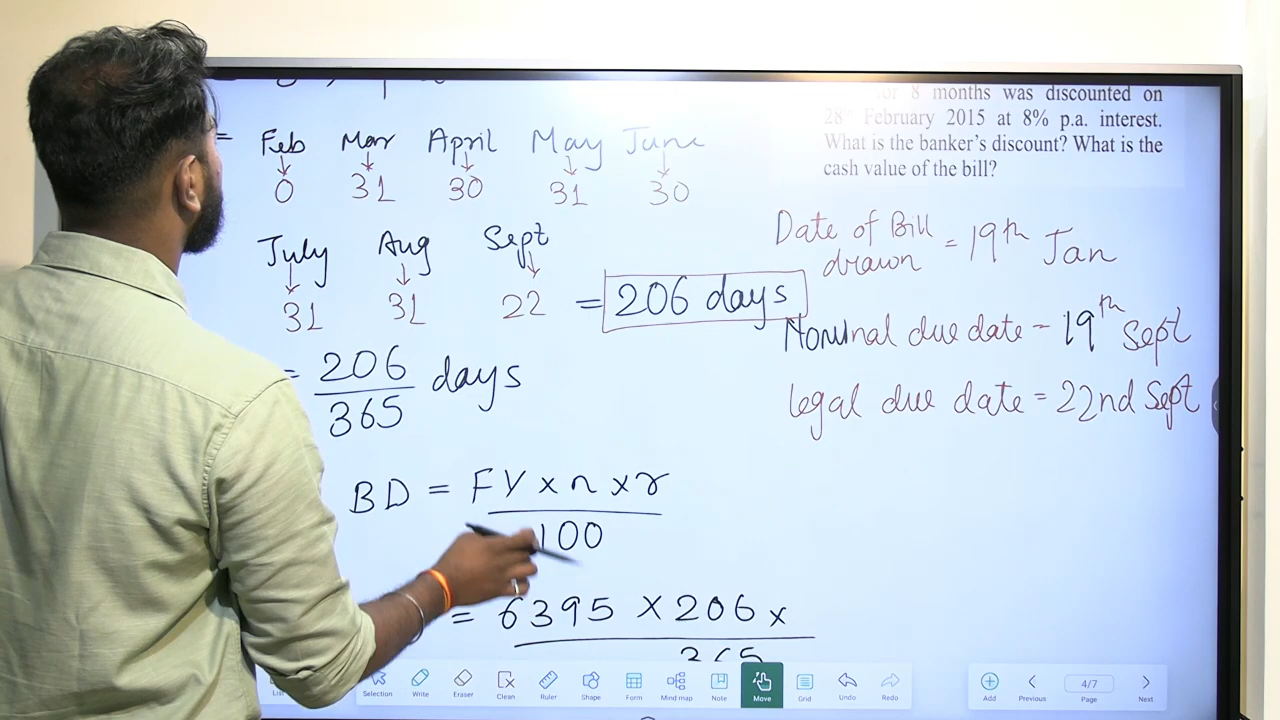 for 8 months was discounted on
28th February 2015 at 8% p.a. interest.
What is the banker's discount? What is the
cash value of the bill?
= Feb Mar April May June
0 31 30 31 30
July Aug Sept
31 31 22 = 206 days
= 206/365 days
BD = FV × n × r
100
= 6395 × 206 ×
365
Date of Bill
drawn = 19th Jan
Nominal due date = 19th Sept
legal due date = 22nd Sept
Selection Write Eraser Clean Ruler Shape Form Mind map Note Move Grid Undo Redo Add Previous 4/7 Page Next